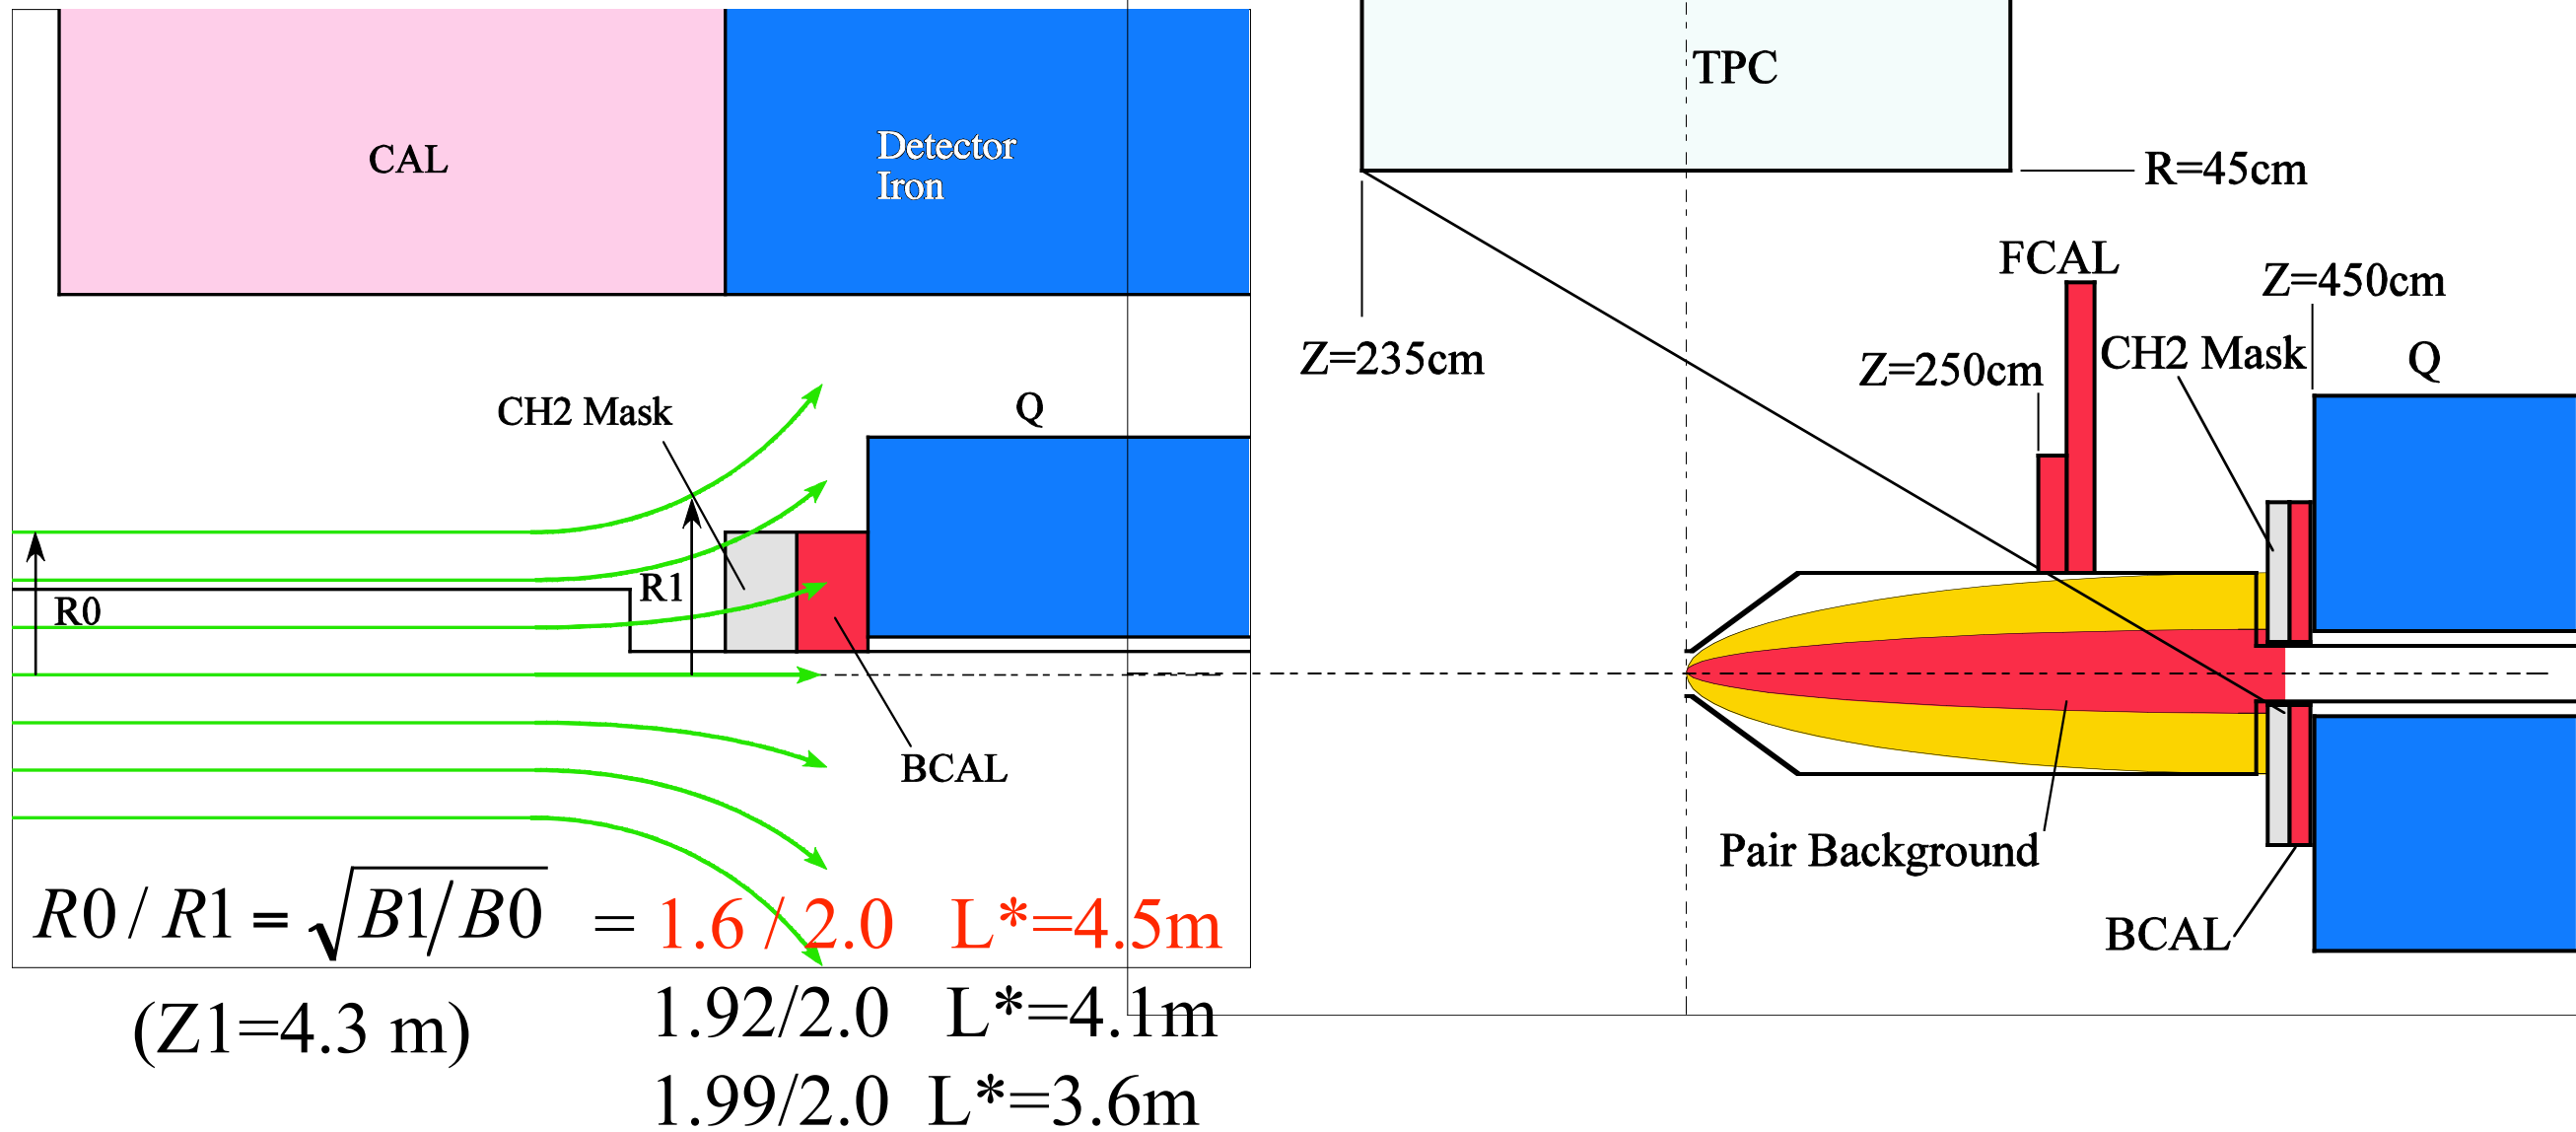 CAL
Detector
Iron
CH2 Mask
Q
R1
R0
BCAL
R0 / R1 = √B1/B0 = 1.6 / 2.0 L*=4.5m
(Z1=4.3 m)
1.92/2.0 L*=4.1m
1.99/2.0 L*=3.6m
TPC
R=45cm
FCAL
Z=450cm
Z=235cm
Z=250cm
CH2 Mask
Q
Pair Background
BCAL